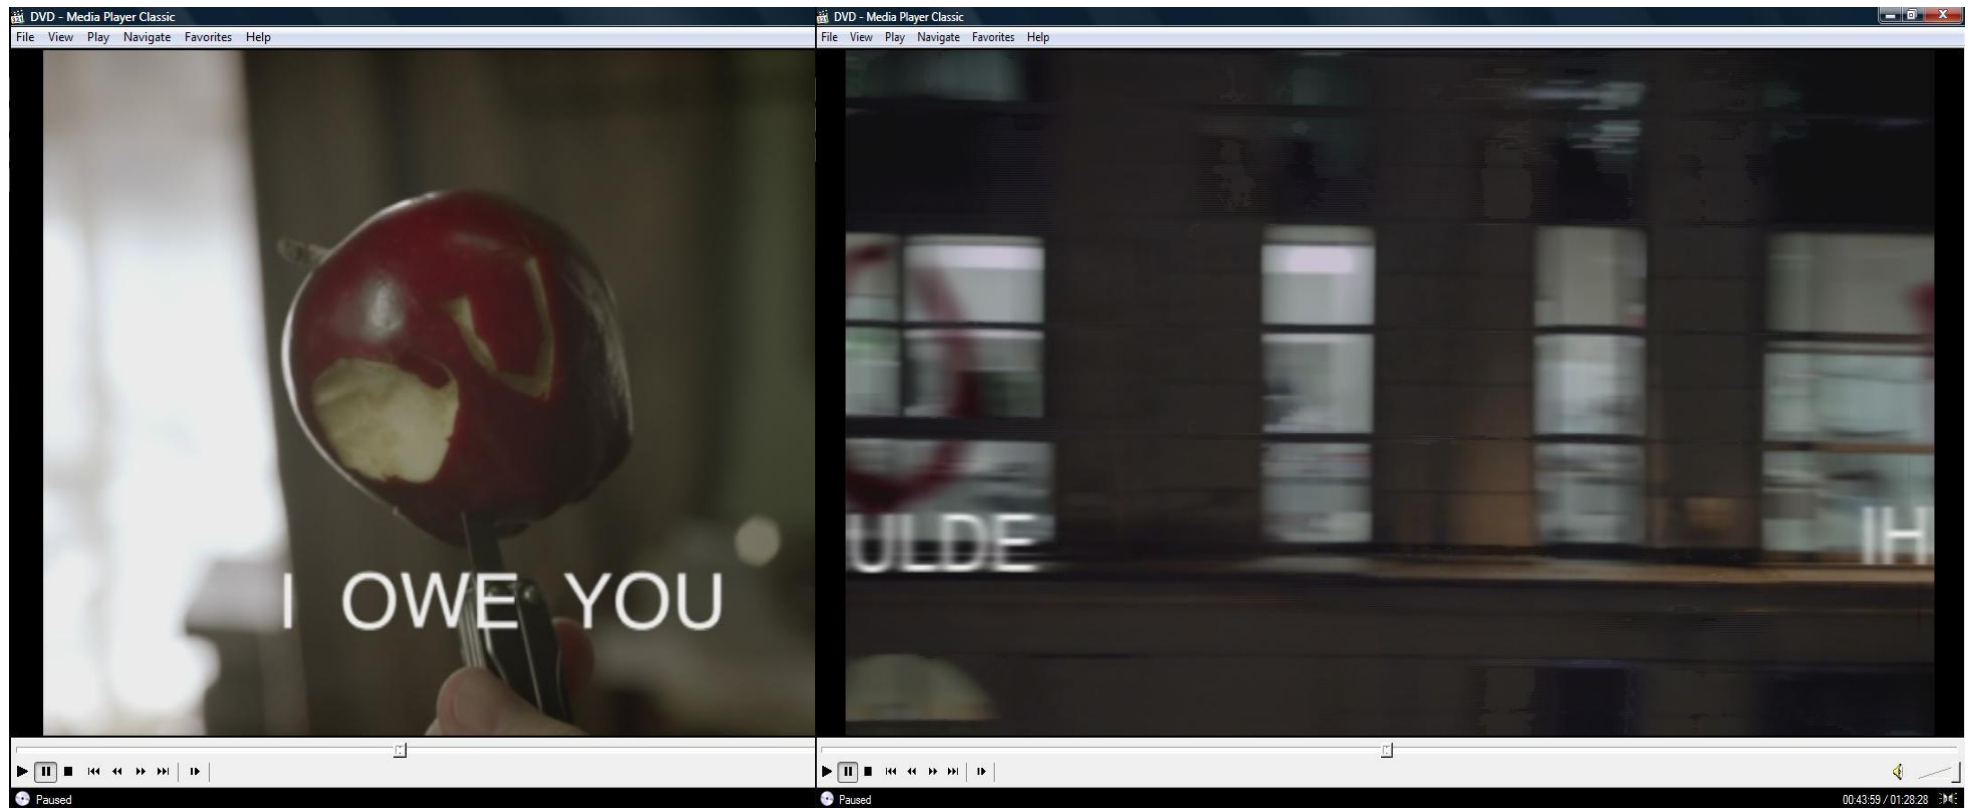 DVD - Media Player Classic
File View Play Navigate Favorites Help
I OWE YOU
Paused
DVD - Media Player Classic
File View Play Navigate Favorites Help
ULDE
IH
Paused
00:43:59 / 01:28:28